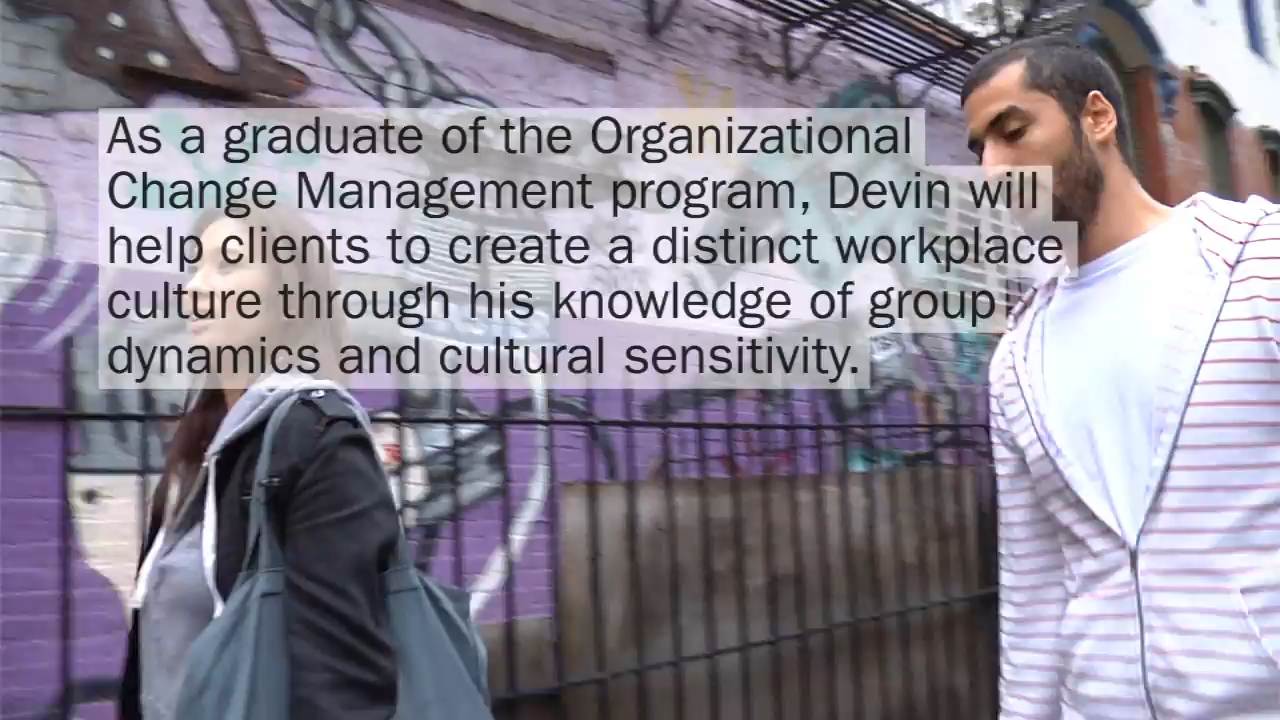 As a graduate of the Organizational
Change Management program, Devin will
help clients to create a distinct workplace
culture through his knowledge of group
dynamics and cultural sensitivity.